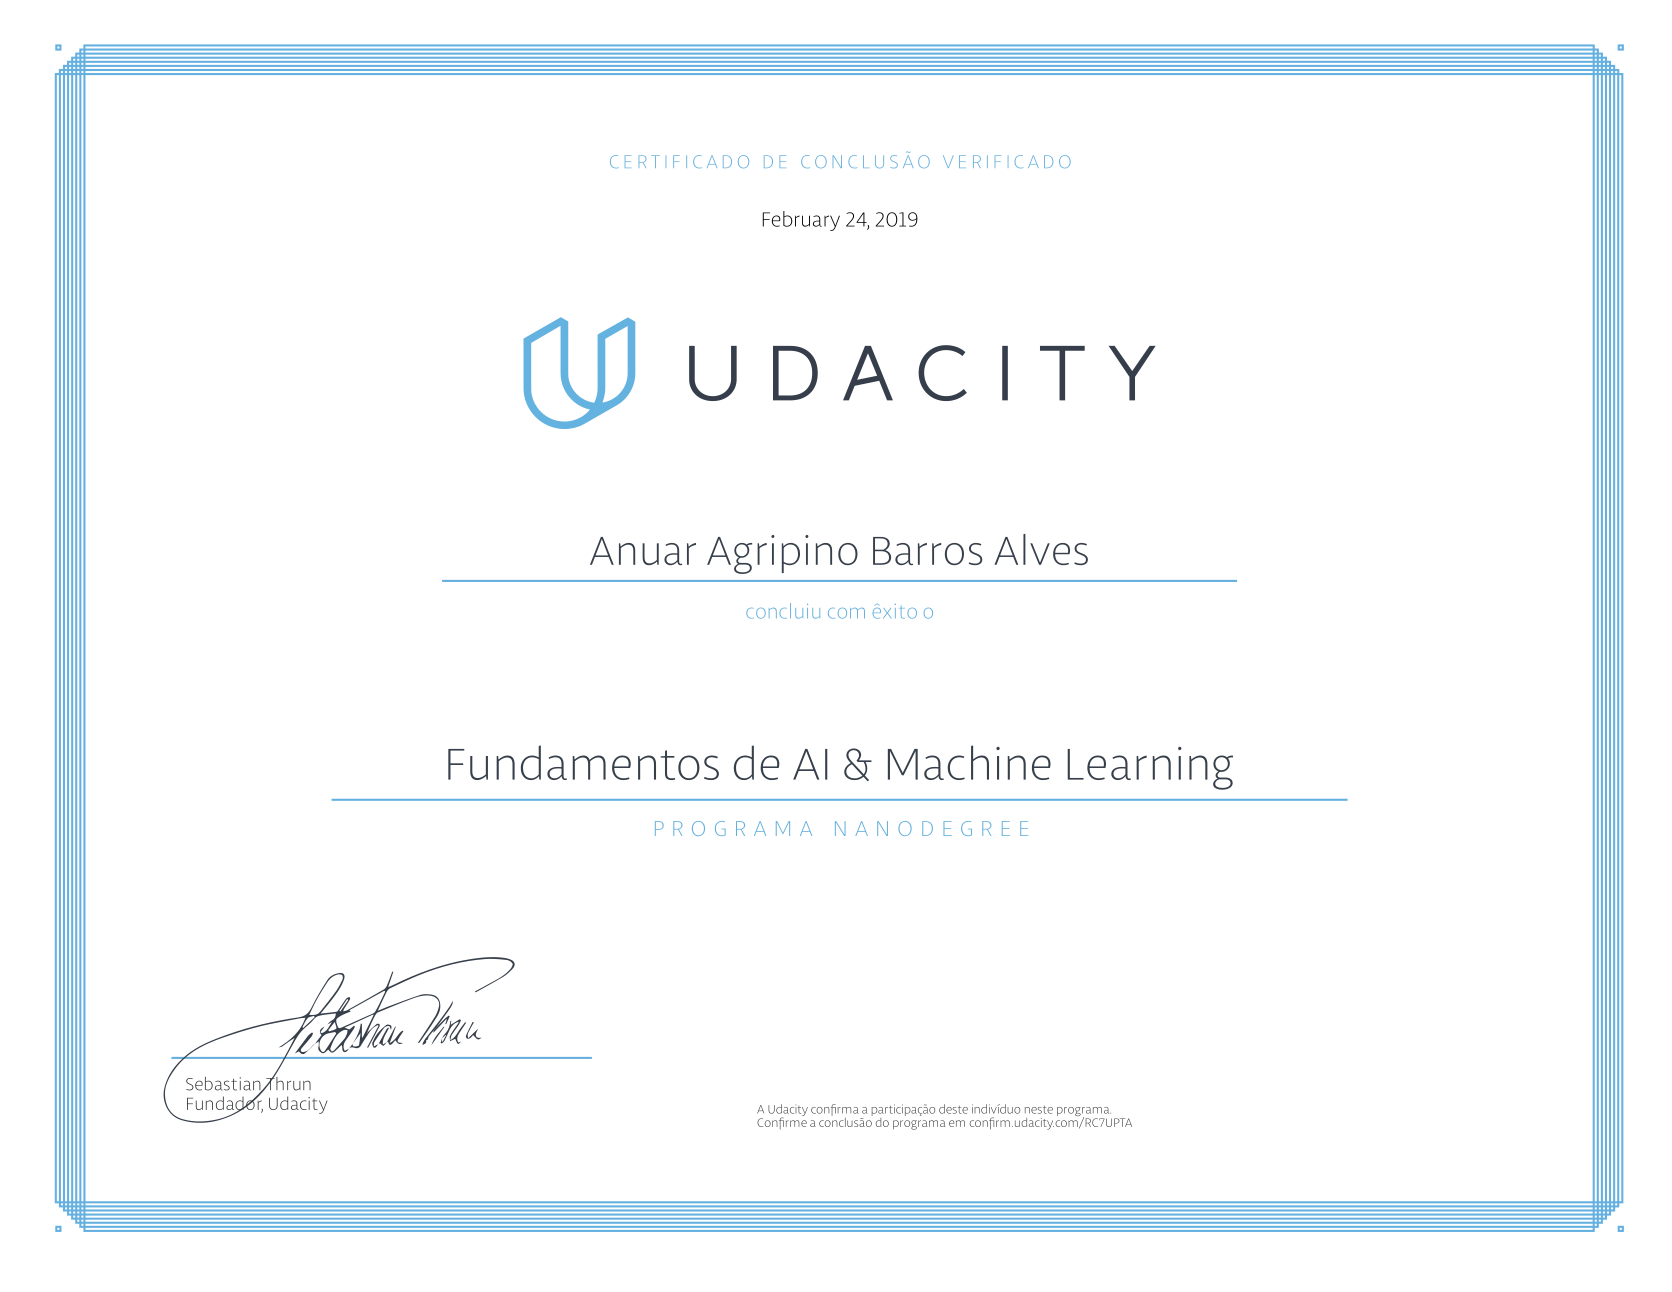 CERTIFICADO DE CONCLUSÃO VERIFICADO
February 24, 2019
UDACITY
Anuar Agripino Barros Alves
concluiu com êxito o
Fundamentos de AI & Machine Learning
PROGRAMA NANODEGREE
Sebastian Thrun
Sebastian Thrun
Fundador, Udacity
A Udacity confirma a participação deste indivíduo neste programa.
Confirme a conclusão do programa em confirm.udacity.com/RC7UPTA